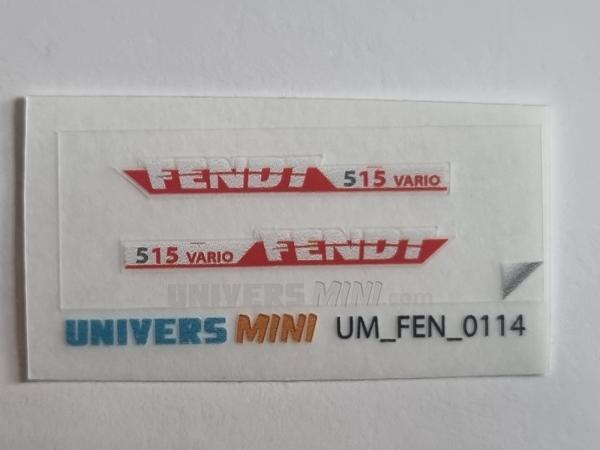 FENDT 515 VARIO
515 VARIO FENDT
UNIVERS MINI.com
UNIVERS MINI UM_FEN_0114